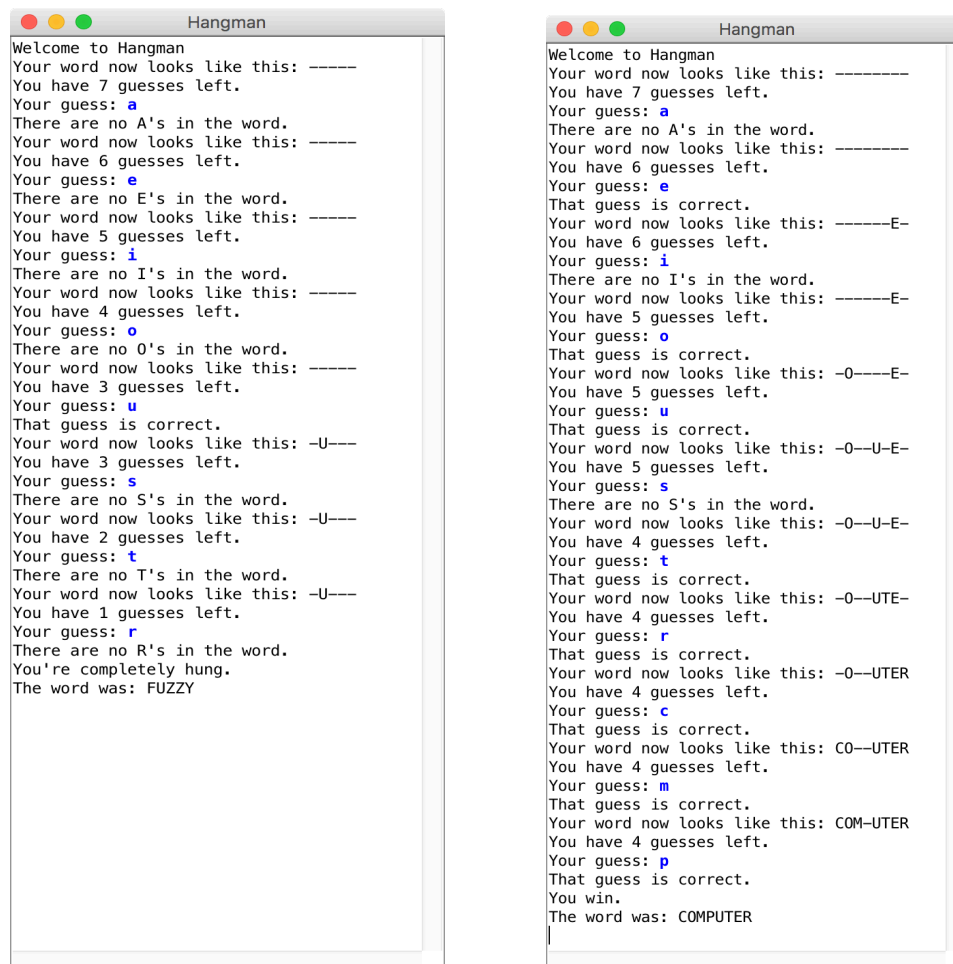 Hangman
Welcome to Hangman
Your word now looks like this: -----
You have 7 guesses left.
Your guess: a
There are no A's in the word.
Your word now looks like this: -----
You have 6 guesses left.
Your guess: e
There are no E's in the word.
Your word now looks like this: -----
You have 5 guesses left.
Your guess: i
There are no I's in the word.
Your word now looks like this: -----
You have 4 guesses left.
Your guess: o
There are no O's in the word.
Your word now looks like this: -----
You have 3 guesses left.
Your guess: u
That guess is correct.
Your word now looks like this: -U---
You have 3 guesses left.
Your guess: s
There are no S's in the word.
Your word now looks like this: -U---
You have 2 guesses left.
Your guess: t
There are no T's in the word.
Your word now looks like this: -U---
You have 1 guesses left.
Your guess: r
There are no R's in the word.
You're completely hung.
The word was: FUZZY
Hangman
Welcome to Hangman
Your word now looks like this: --------
You have 7 guesses left.
Your guess: a
There are no A's in the word.
Your word now looks like this: --------
You have 6 guesses left.
Your guess: e
That guess is correct.
Your word now looks like this: ------E-
You have 6 guesses left.
Your guess: i
There are no I's in the word.
Your word now looks like this: ------E-
You have 5 guesses left.
Your guess: o
That guess is correct.
Your word now looks like this: -O----E-
You have 5 guesses left.
Your guess: u
That guess is correct.
Your word now looks like this: -O--U-E-
You have 5 guesses left.
Your guess: s
There are no S's in the word.
Your word now looks like this: -O--U-E-
You have 4 guesses left.
Your guess: t
That guess is correct.
Your word now looks like this: -O--UTE-
You have 4 guesses left.
Your guess: r
That guess is correct.
Your word now looks like this: -O--UTER
You have 4 guesses left.
Your guess: c
That guess is correct.
Your word now looks like this: CO--UTER
You have 4 guesses left.
Your guess: m
That guess is correct.
Your word now looks like this: COM-UTER
You have 4 guesses left.
Your guess: p
That guess is correct.
You win.
The word was: COMPUTER